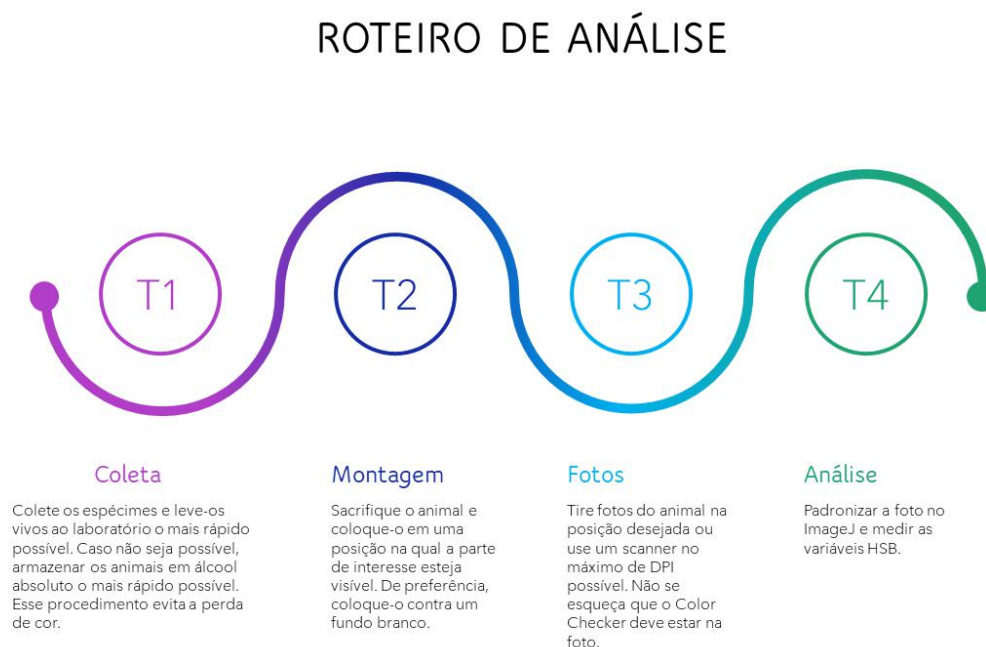 ROTEIRO DE ANÁLISE
T1
T2
T3
T4
Coleta
Colete os espécimes e leve-os
vivos ao laboratório o mais rápido
possível. Caso não seja possível,
armazenar os animais em álcool
absoluto o mais rápido possível.
Esse procedimento evita a perda
de cor.
Montagem
Sacrifique o animal e
coloque-o em uma
posição na qual a parte
de interesse esteja
visível. De preferência,
coloque-o contra um
fundo branco.
Fotos
Tire fotos do animal na
posição desejada ou
use um scanner no
máximo de DPI
possível. Não se
esqueça que o Color
Checker deve estar na
foto.
Análise
Padronizar a foto no
ImageJ e medir as
variáveis HSB.